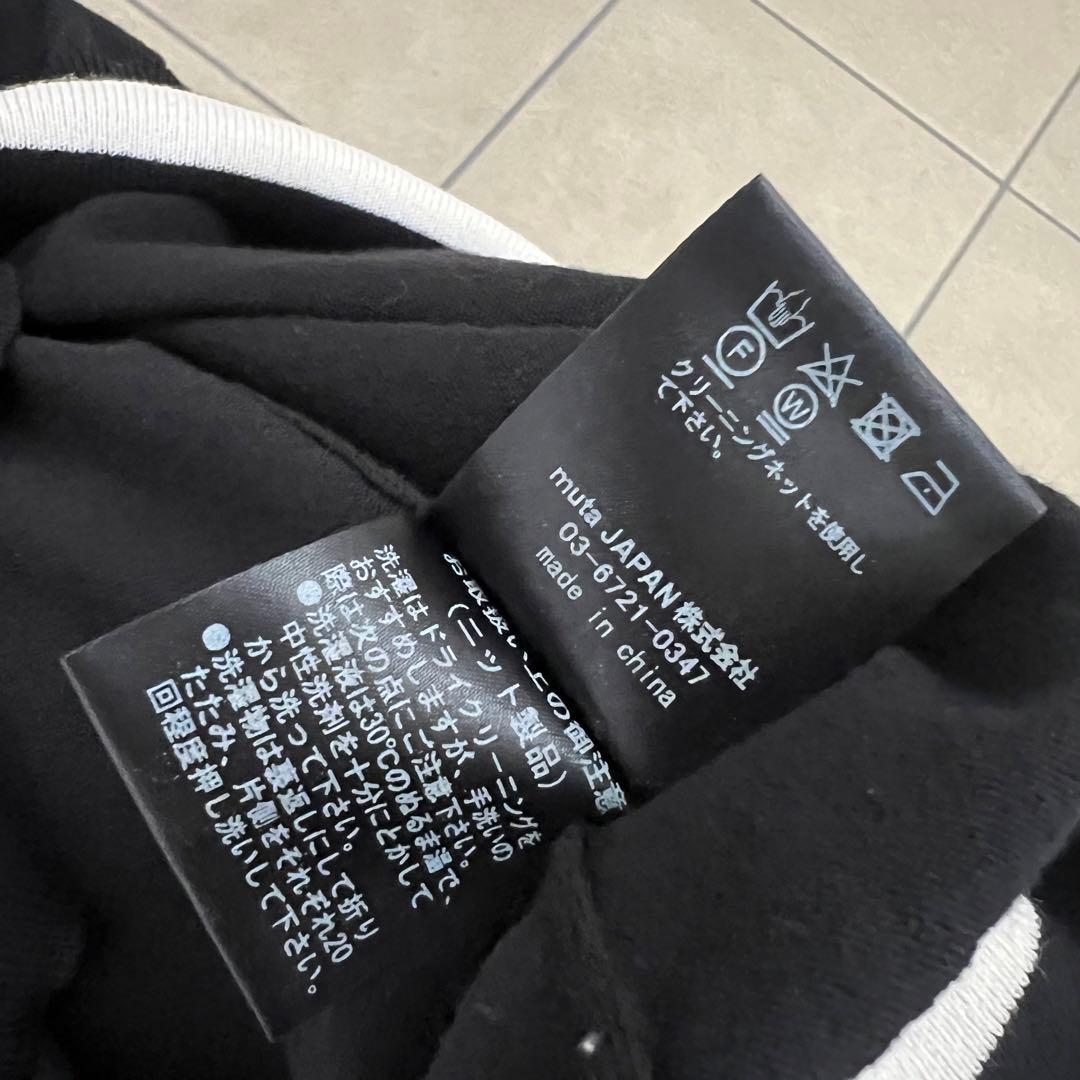 F
W
クリーニングネットを使用し
て下さい。
muta JAPAN 株式会社
03-6721-0347
made in china
お取扱い上の御注意
(ニット製品)
洗濯はドライクリーニングを
おすすめしますが、手洗いの
際は次の点にご注意下さい。
●洗濯液は30℃のぬるま湯で、
中性洗剤を十分にとかして
から洗つて下さい。
●洗濯物は裏返しにして折り
たたみ、片側をそれぞれ20
回程度押し洗いして下さい。